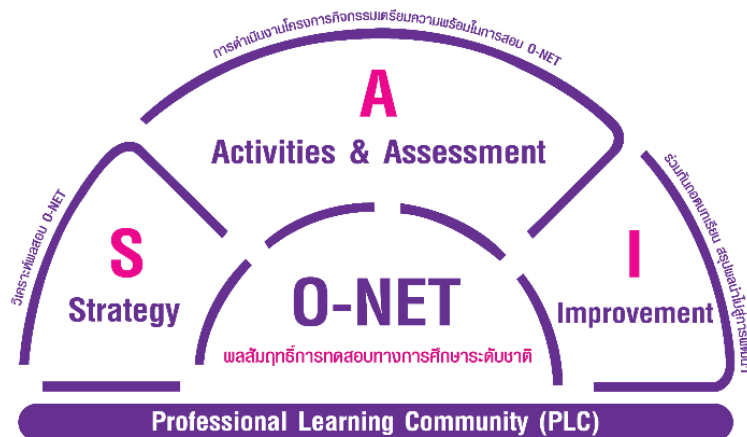 การดำเนินงานโครงการกิจกรรมเตรียมความพร้อมในการสอบ O-NET
A
Activities & Assessment
วิเคราะห์ผลสอบ O-NET
S
Strategy
ร่วมกันถอดบทเรียน สรุปผลนำไปสู่การพัฒนา
I
Improvement
O-NET
ผลสัมฤทธิ์การทดสอบทางการศึกษาระดับชาติ
Professional Learning Community (PLC)